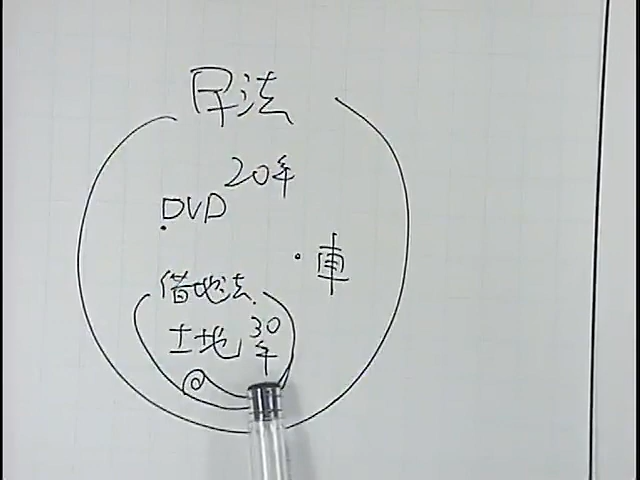 民法
20年
・DVD
・車
借地法
土地 30年